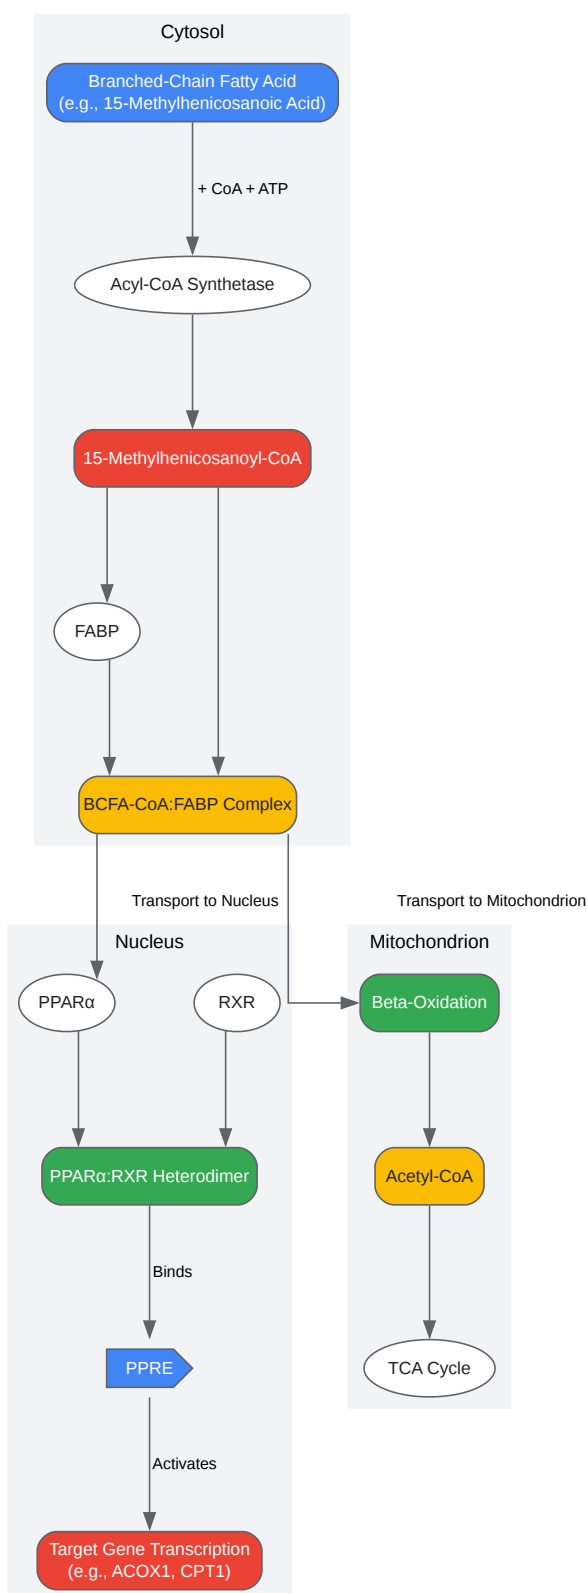 Cytosol
Branched-Chain Fatty Acid
(e.g., 15-Methylhenicosanoic Acid)
+ CoA + ATP
Acyl-CoA Synthetase
15-Methylhenicosanoyl-CoA
FABP
BCFA-CoA:FABP Complex
Transport to Nucleus
Transport to Mitochondrion
Nucleus
Mitochondrion
PPARα
RXR
Beta-Oxidation
PPARα:RXR Heterodimer
Acetyl-CoA
Binds
PPRE
TCA Cycle
Activates
Target Gene Transcription
(e.g., ACOX1, CPT1)